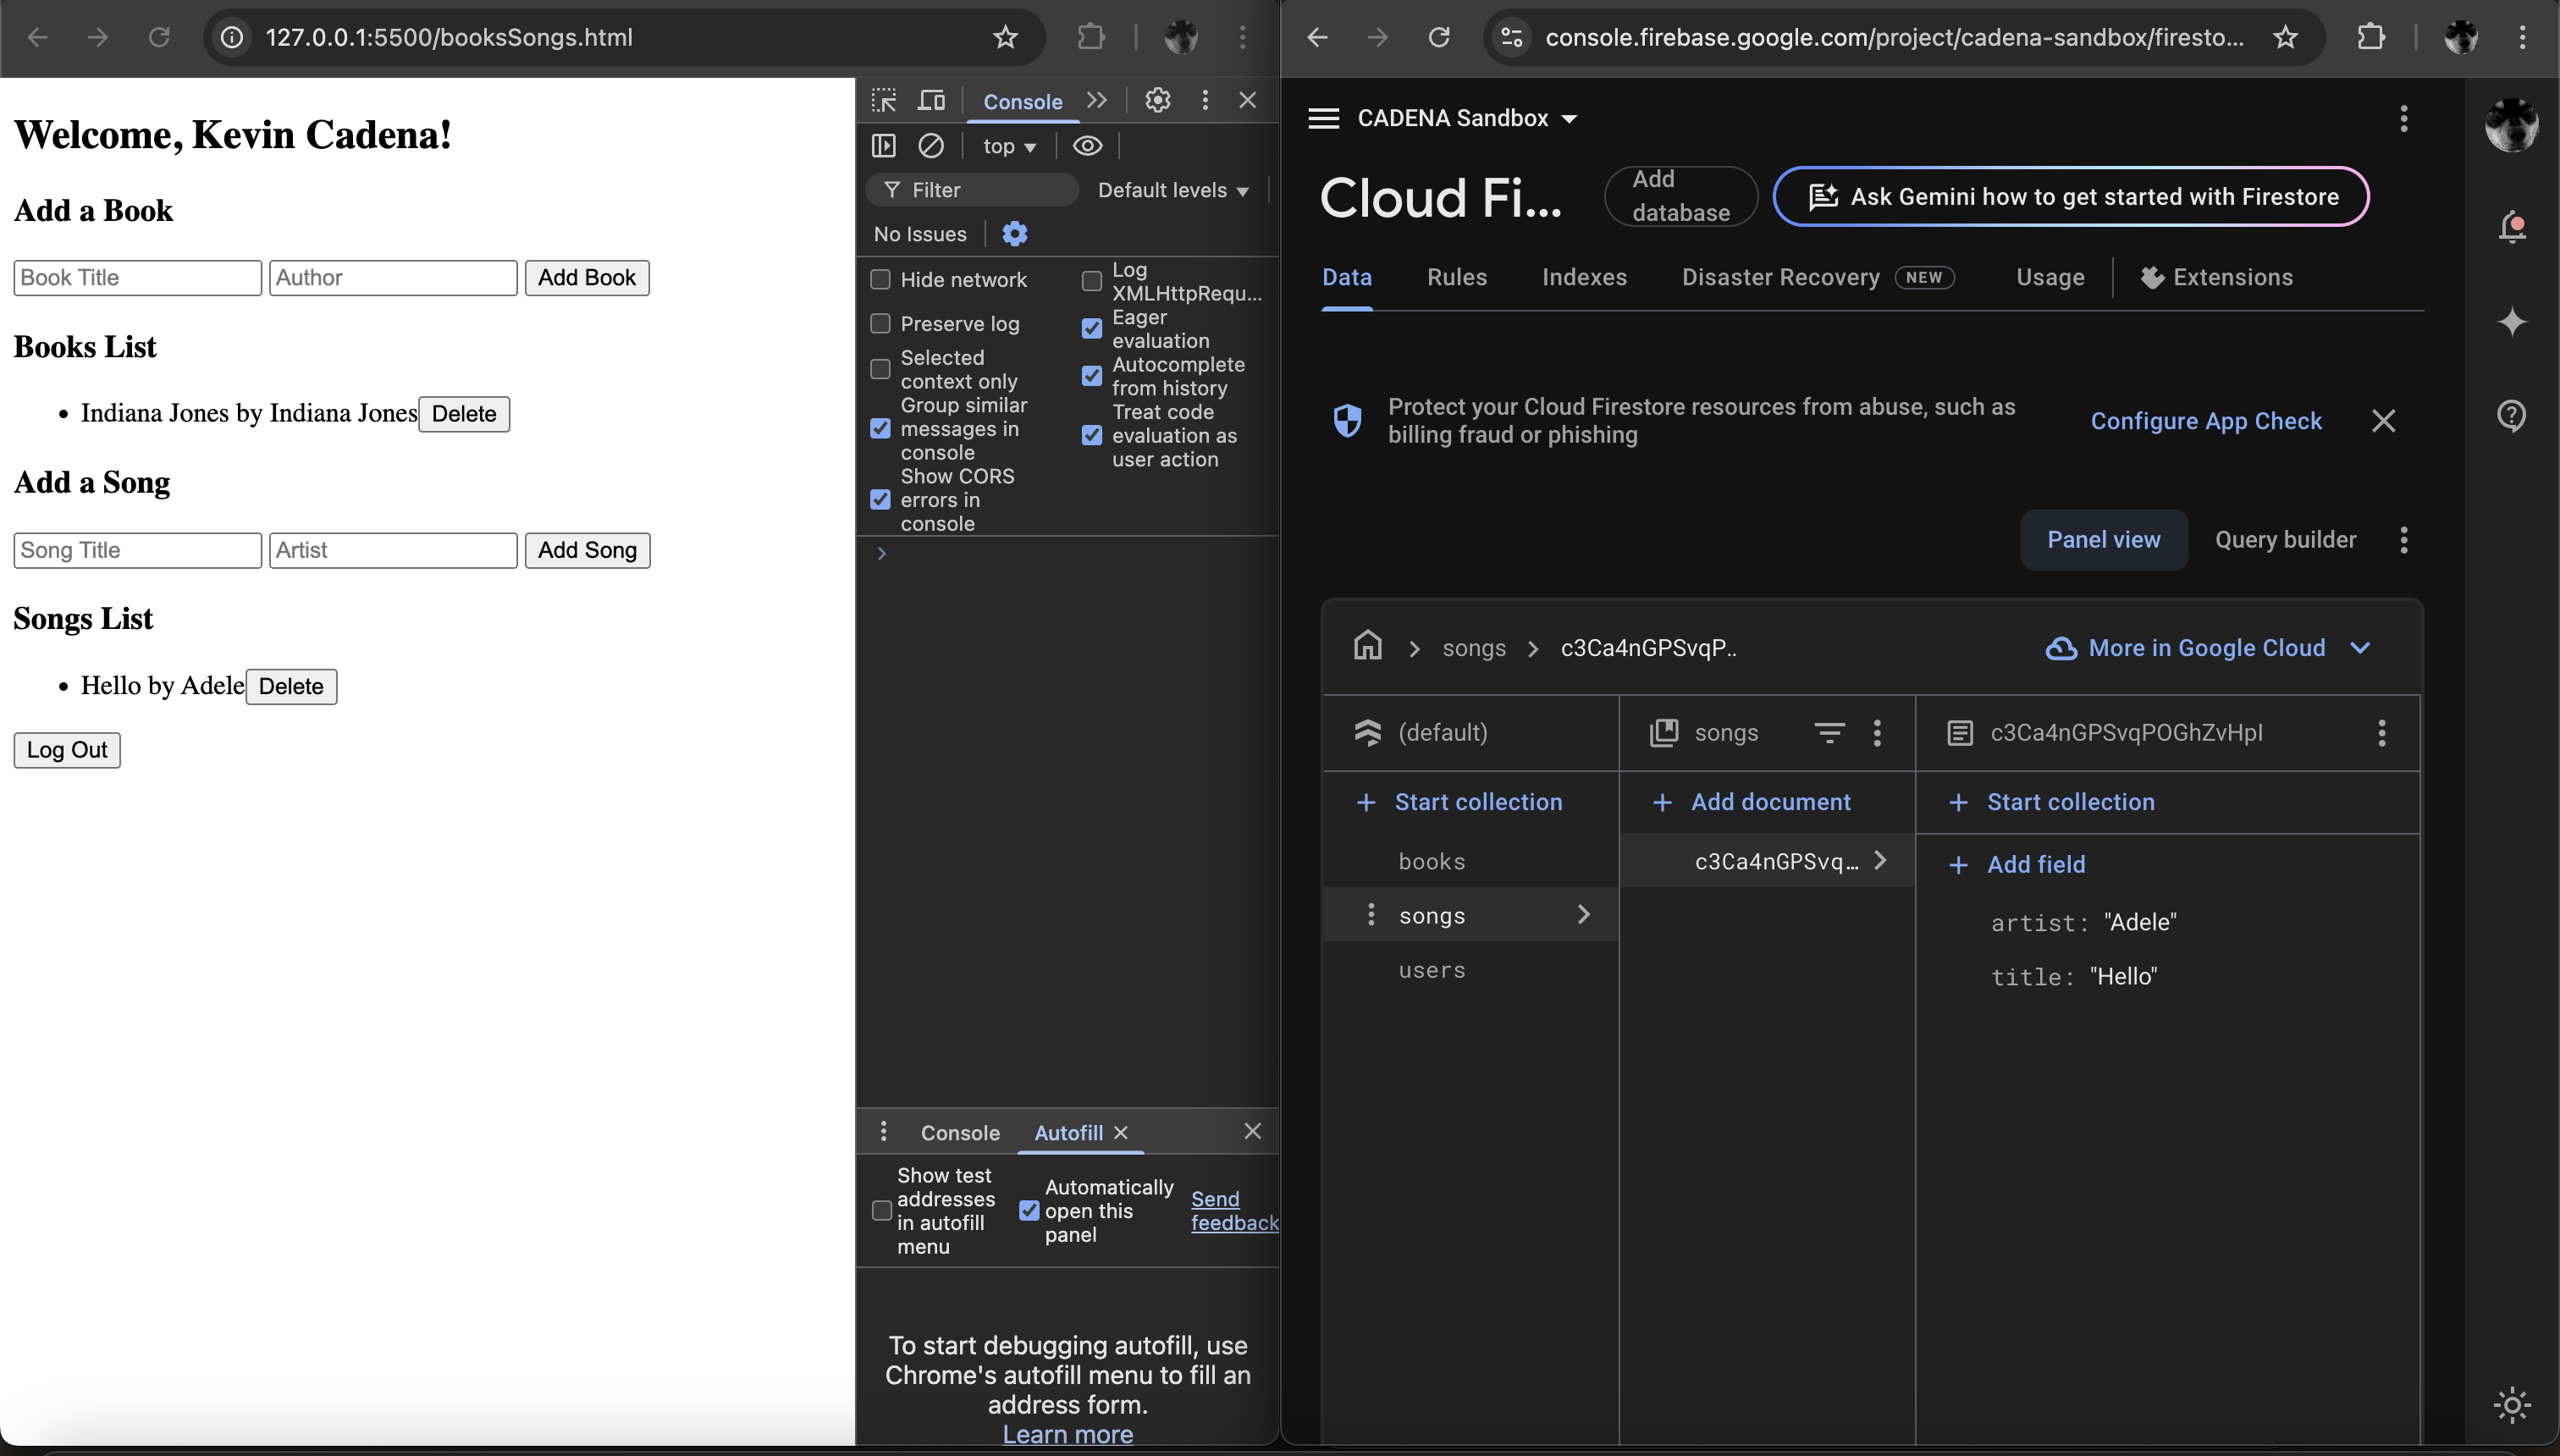 127.0.0.1:5500/booksSongs.html
Welcome, Kevin Cadena!
Add a Book
Book Title
Author
Add Book
Books List
• Indiana Jones by Indiana Jones
Delete
Add a Song
Song Title
Artist
Add Song
Songs List
• Hello by Adele
Delete
Log Out
Console
top
Filter
Default levels
No Issues
Hide network
Preserve log
Selected
context only
Group similar
messages in
console
Show CORS
errors in
console
Log
XMLHttpRequ...
Eager
evaluation
Autocomplete
from history
Treat code
evaluation as
user action
Console
Autofill
Show test
addresses
in autofill
menu
Automatically
open this
panel
Send
feedback
To start debugging autofill, use
Chrome's autofill menu to fill an
address form.
Learn more
console.firebase.google.com/project/cadena-sandbox/firesto...
CADENA Sandbox
Cloud Fi...
Add
database
Ask Gemini how to get started with Firestore
Data
Rules
Indexes
Disaster Recovery
NEW
Usage
Extensions
Protect your Cloud Firestore resources from abuse, such as
billing fraud or phishing
Configure App Check
Panel view
Query builder
songs
c3Ca4nGPSvqP..
More in Google Cloud
(default)
songs
c3Ca4nGPSvqPOGhZvHpI
Start collection
Add document
Start collection
books
c3Ca4nGPSvq...
Add field
songs
artist: "Adele"
users
title: "Hello"